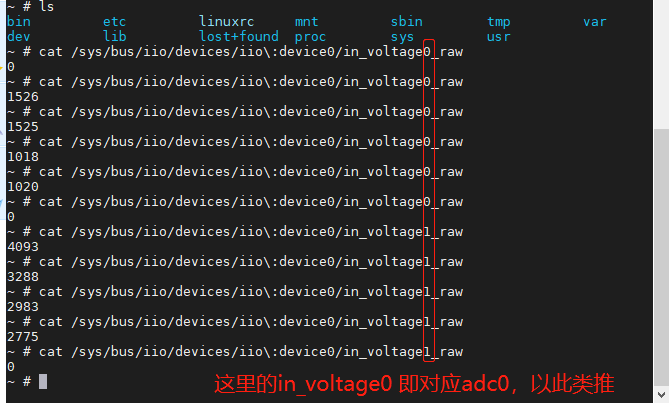 ~ # ls
bin etc linuxrc mnt sbin tmp var
dev lib lost+found proc sys usr
~ # cat /sys/bus/iio/devices/iio\:device0/in_voltage0_raw
0
~ # cat /sys/bus/iio/devices/iio\:device0/in_voltage0_raw
1526
~ # cat /sys/bus/iio/devices/iio\:device0/in_voltage0_raw
1525
~ # cat /sys/bus/iio/devices/iio\:device0/in_voltage0_raw
1018
~ # cat /sys/bus/iio/devices/iio\:device0/in_voltage0_raw
1020
~ # cat /sys/bus/iio/devices/iio\:device0/in_voltage0_raw
0
~ # cat /sys/bus/iio/devices/iio\:device0/in_voltage1_raw
4093
~ # cat /sys/bus/iio/devices/iio\:device0/in_voltage1_raw
3288
~ # cat /sys/bus/iio/devices/iio\:device0/in_voltage1_raw
2983
~ # cat /sys/bus/iio/devices/iio\:device0/in_voltage1_raw
2775
~ # cat /sys/bus/iio/devices/iio\:device0/in_voltage1_raw
0
~ #
这里的in_voltage0 即对应adc0，以此类推